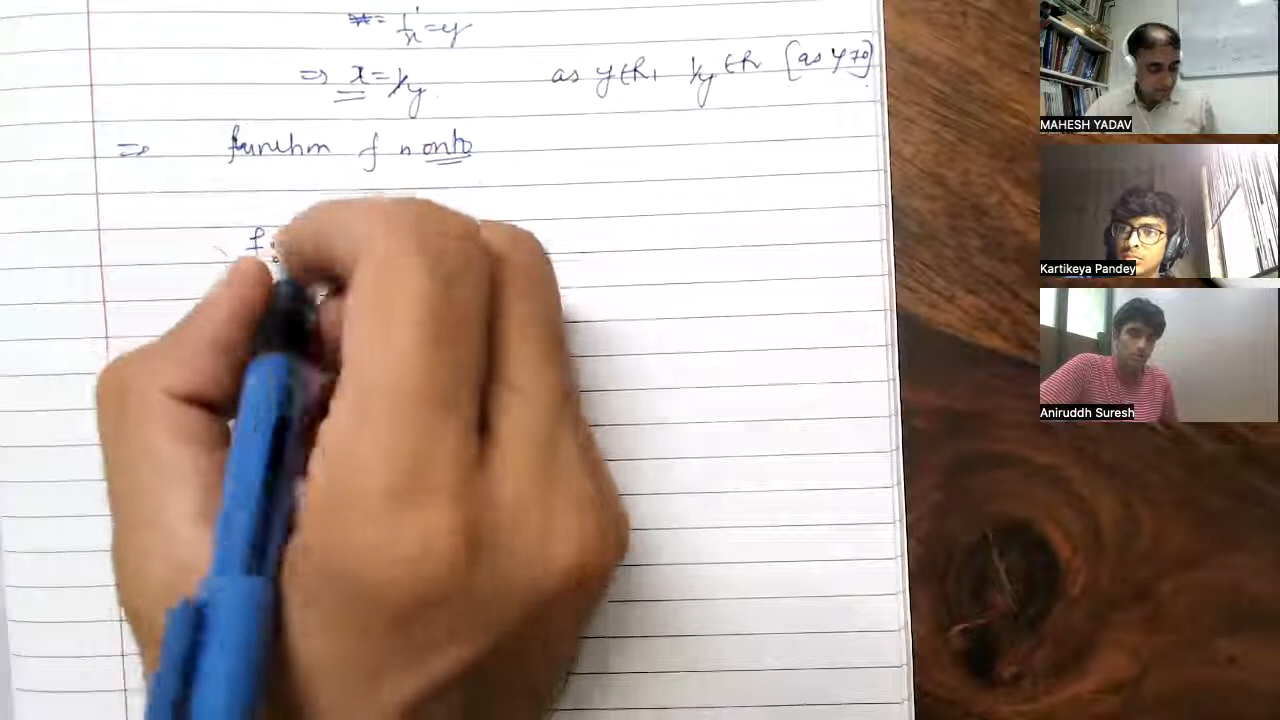 = 1/x = y
⇒ x = 1/y as y∈R, 1/y ∈ R [as y≠0]
⇒ function f is onto
f:
MAHESH YADAV
Kartikeya Pandey
Aniruddh Suresh